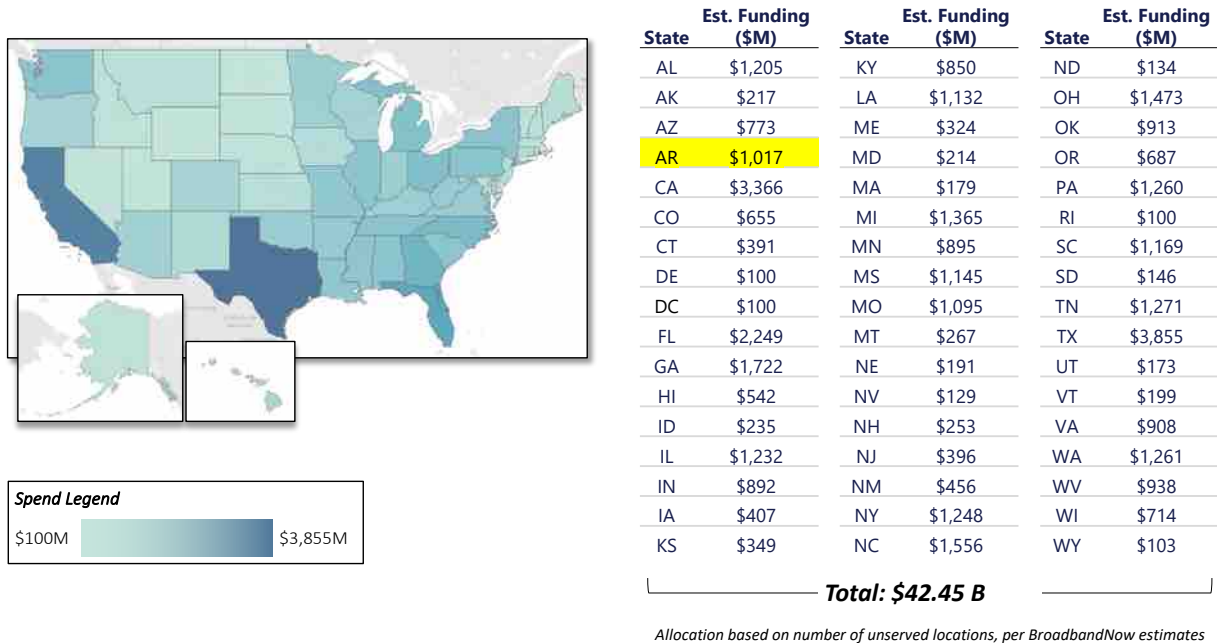 Est. Funding
State ($M)
AL $1,205
AK $217
AZ $773
AR $1,017
CA $3,366
CO $655
CT $391
DE $100
DC $100
FL $2,249
GA $1,722
HI $542
ID $235
IL $1,232
IN $892
IA $407
KS $349
Est. Funding
State ($M)
KY $850
LA $1,132
ME $324
MD $214
MA $179
MI $1,365
MN $895
MS $1,145
MO $1,095
MT $267
NE $191
NV $129
NH $253
NJ $396
NM $456
NY $1,248
NC $1,556
Est. Funding
State ($M)
ND $134
OH $1,473
OK $913
OR $687
PA $1,260
RI $100
SC $1,169
SD $146
TN $1,271
TX $3,855
UT $173
VT $199
VA $908
WA $1,261
WV $938
WI $714
WY $103
Spend Legend
$100M $3,855M
Total: $42.45 B
Allocation based on number of unserved locations, per BroadbandNow estimates